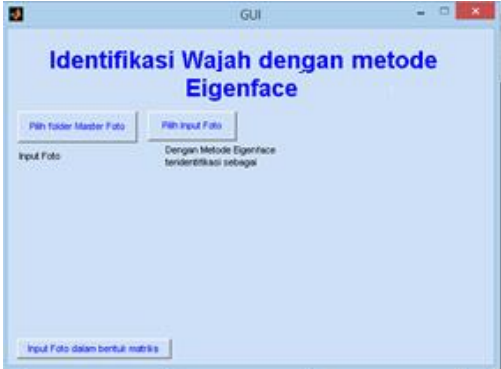 GUI
Identifikasi Wajah dengan metode
Eigenface
Pilih folder Master Foto
Pilih Input Foto
Input Foto
Dengan Metode Eigenface
teridentifikasi sebagai
Input Foto dalam bentuk matriks